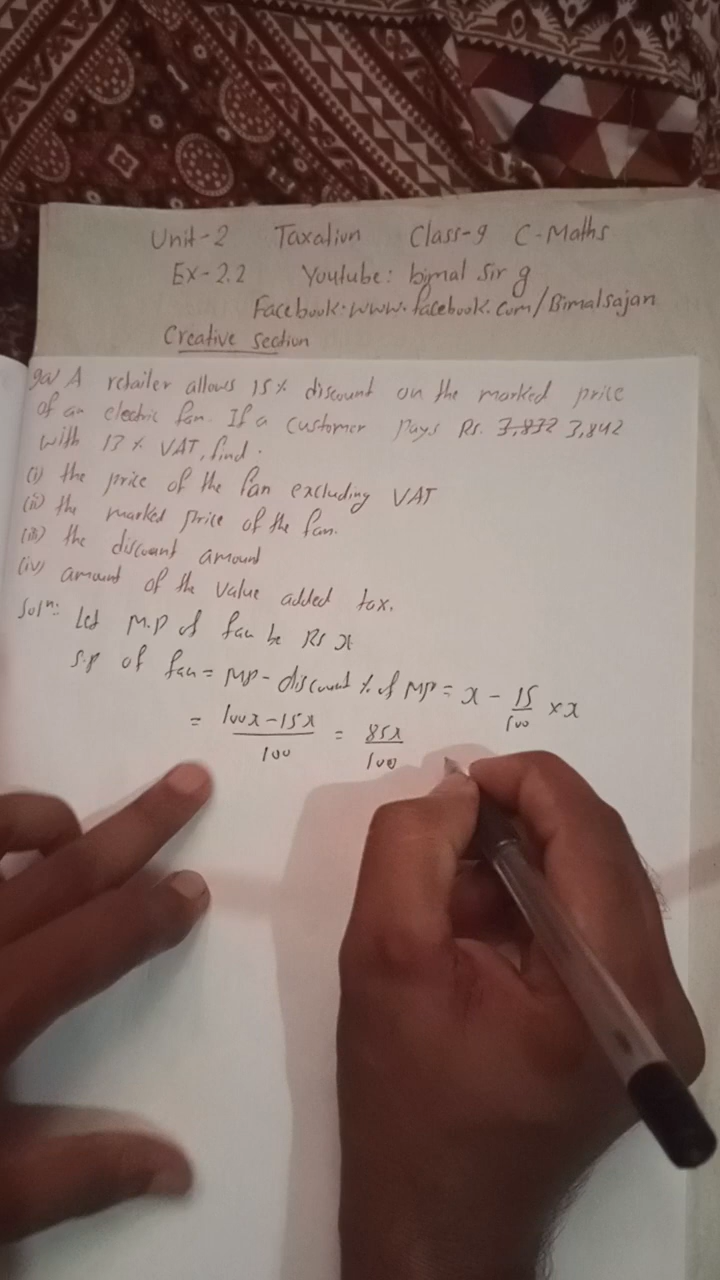 Unit-2 Taxation Class-9 C-Maths
Ex-2.2 Youtube: bimal sir g
Facebook:www.facebook.com/Bimalsajan
Creative section
9a) A retailer allows 15% discount on the marked price
of an electric fan. If a customer pays Rs. 3,842
with 13% VAT, find.
(i) the price of the fan excluding VAT
(ii) the marked price of the fan.
(iii) the discount amount
(iv) amount of the value added tax.
Solⁿ: Let M.P of fan be Rs x
S.p of fan = MP - discount % of MP = x - 15/100 × x
= 100x-15x/100 = 85x/100